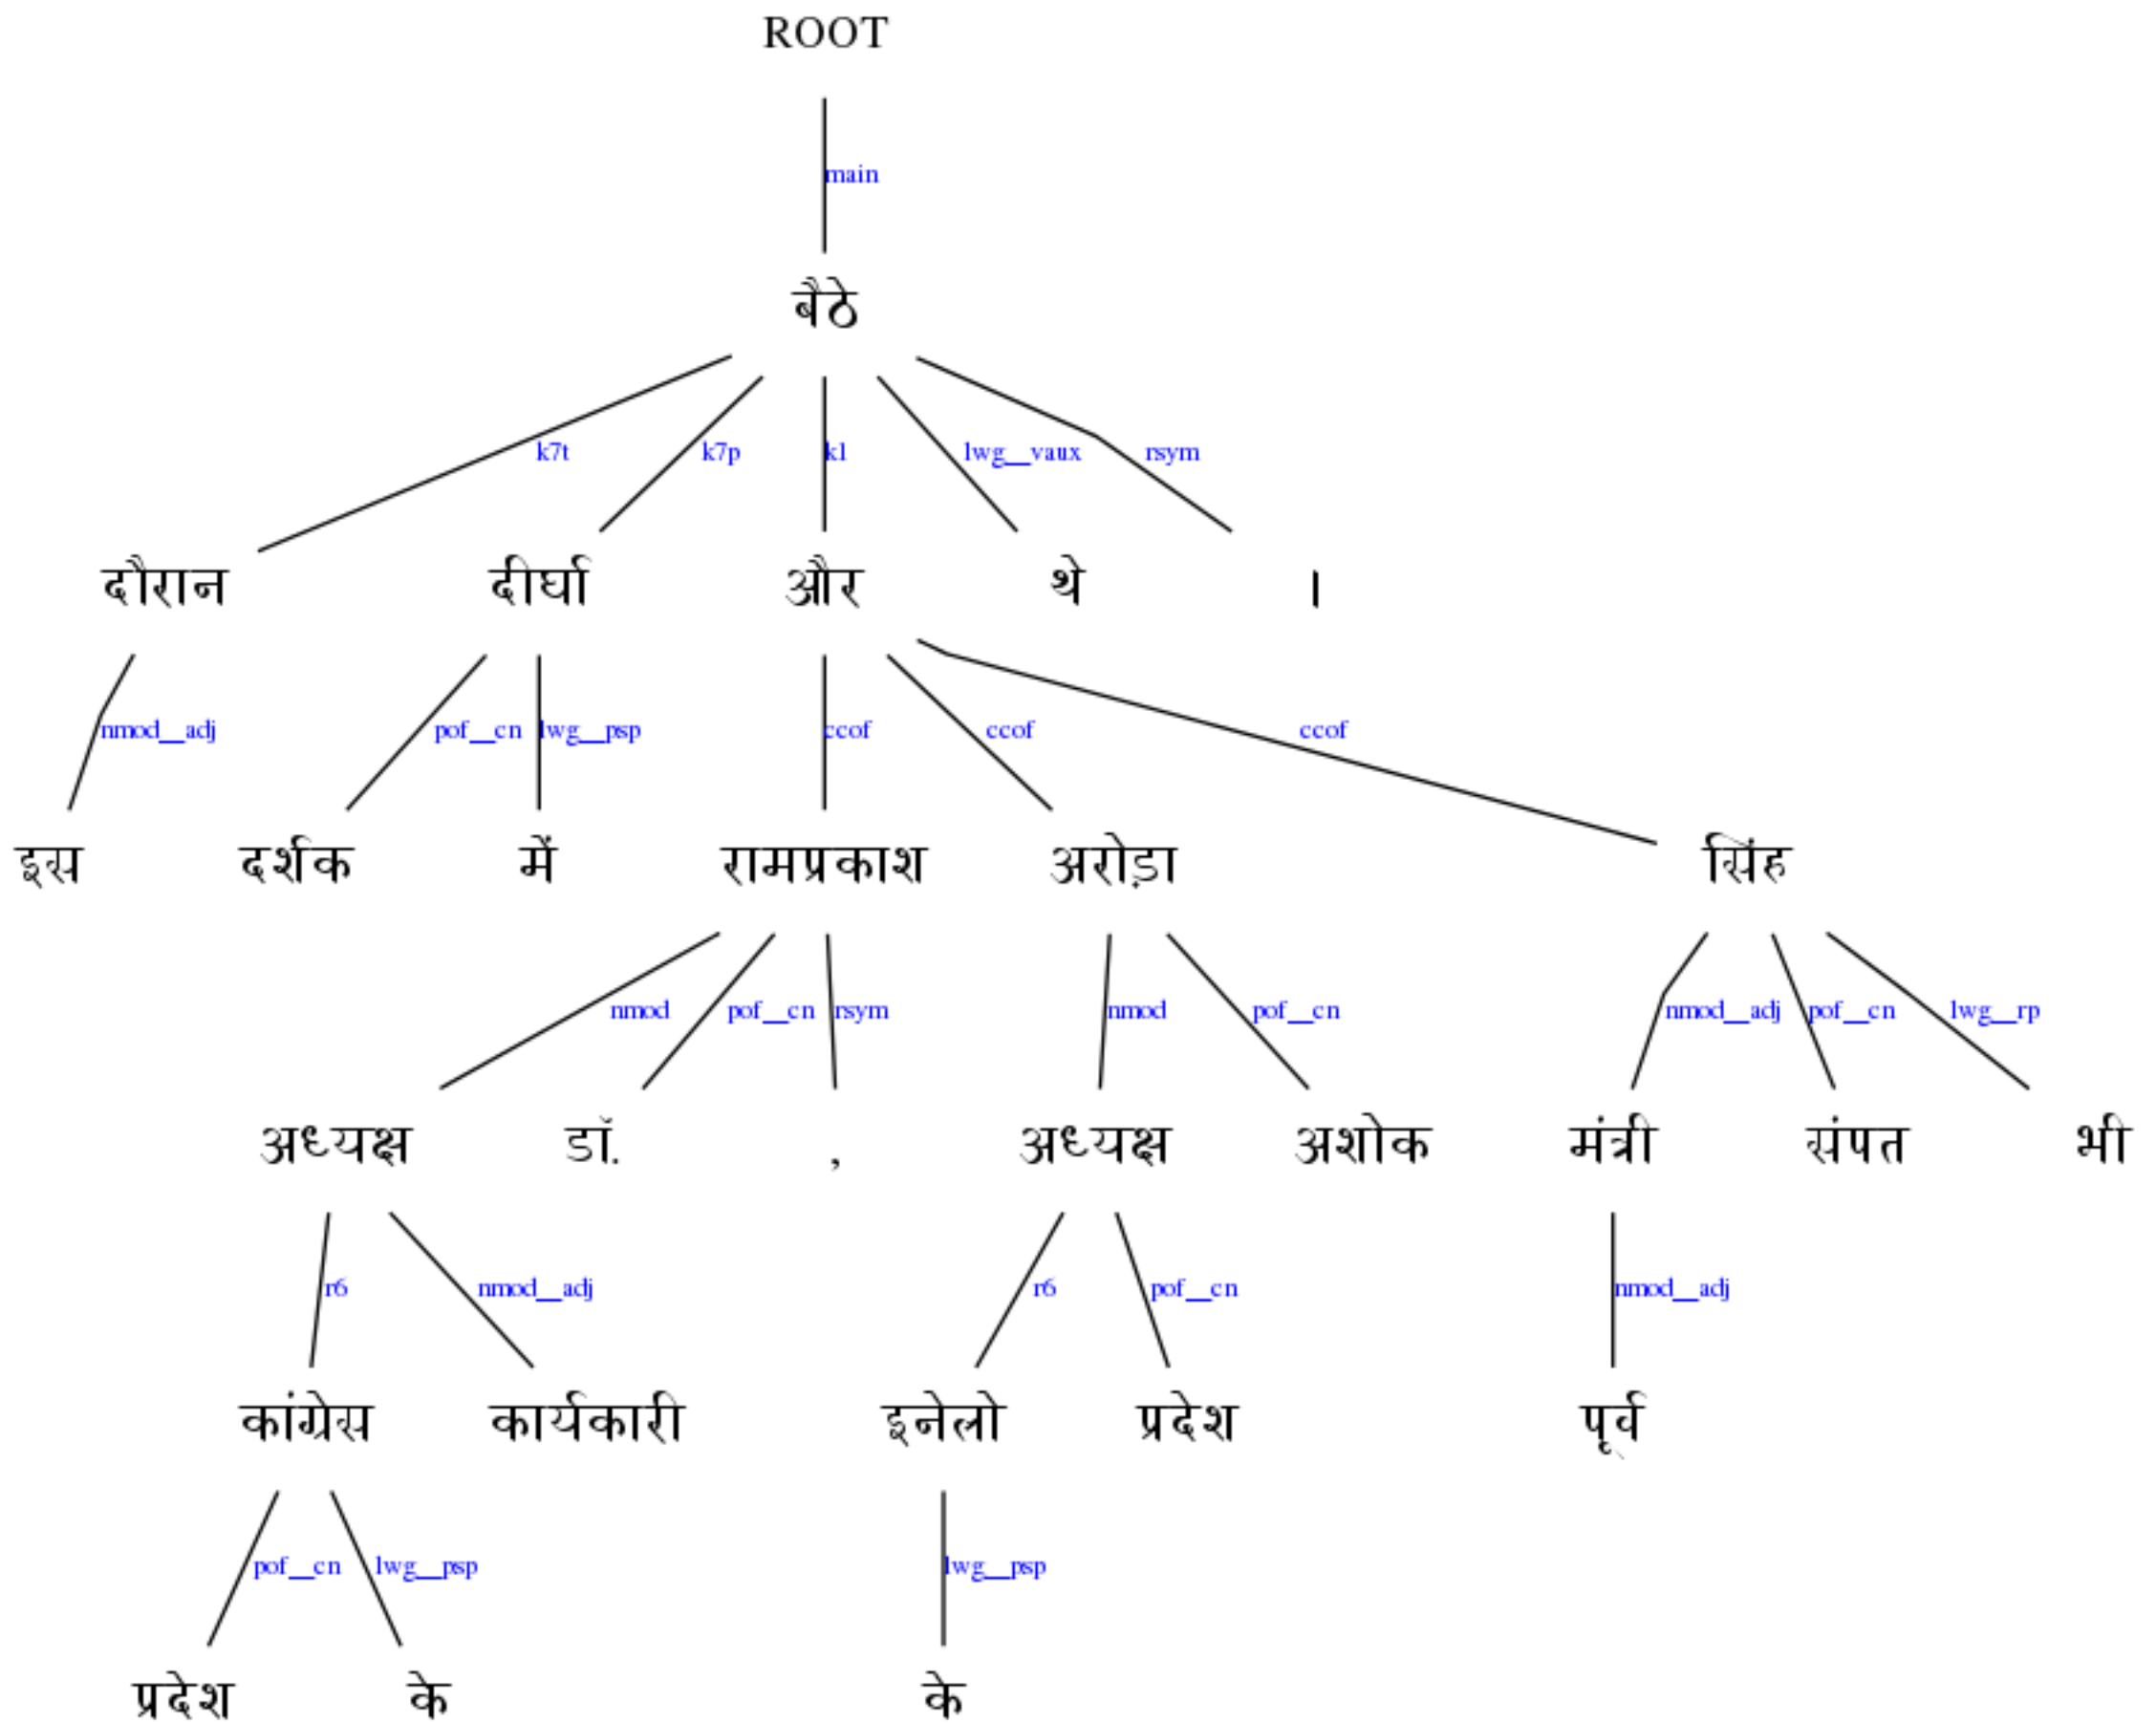 ROOT
main
बैठे
k7t k7p k1 lwg__vaux rsym
दौरान दीर्घा और थे ।
nmod__adj pof__cn lwg__psp ccof ccof ccof
इस दर्शक में रामप्रकाश अरोड़ा सिंह
nmod pof__cn rsym nmod pof__cn nmod__adj pof__cn lwg__rp
अध्यक्ष डॉ. , अध्यक्ष अशोक मंत्री संपत भी
r6 nmod__adj r6 pof__cn nmod__adj
कांग्रेस कार्यकारी इनेलो प्रदेश पूर्व
pof__cn lwg__psp lwg__psp
प्रदेश के के